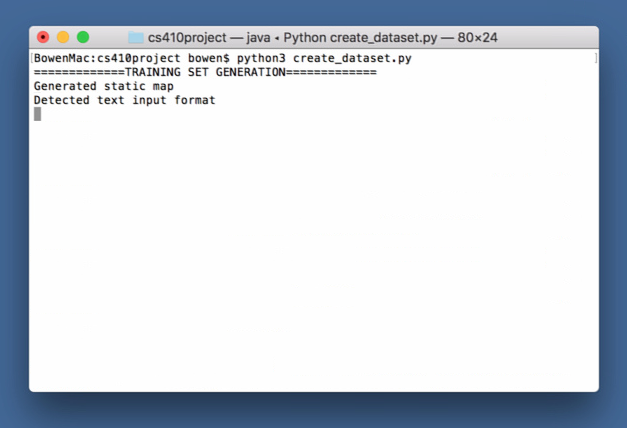 cs410project — java ◂ Python create_dataset.py — 80×24
[BowenMac:cs410project bowen$ python3 create_dataset.py ]
=============TRAINING SET GENERATION=============
Generated static map
Detected text input format